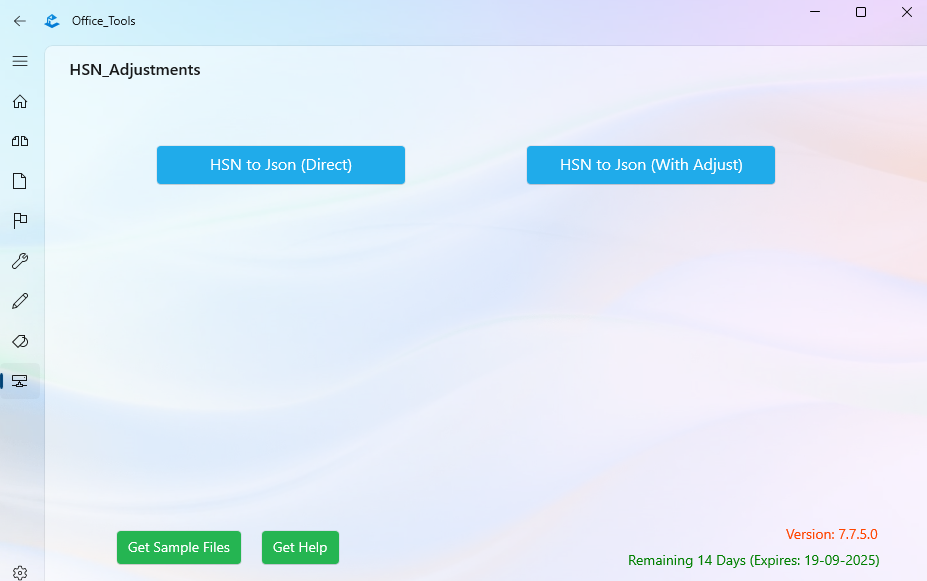 Office_Tools
HSN_Adjustments
HSN to Json (Direct)
HSN to Json (With Adjust)
Get Sample Files
Get Help
Version: 7.7.5.0
Remaining 14 Days (Expires: 19-09-2025)